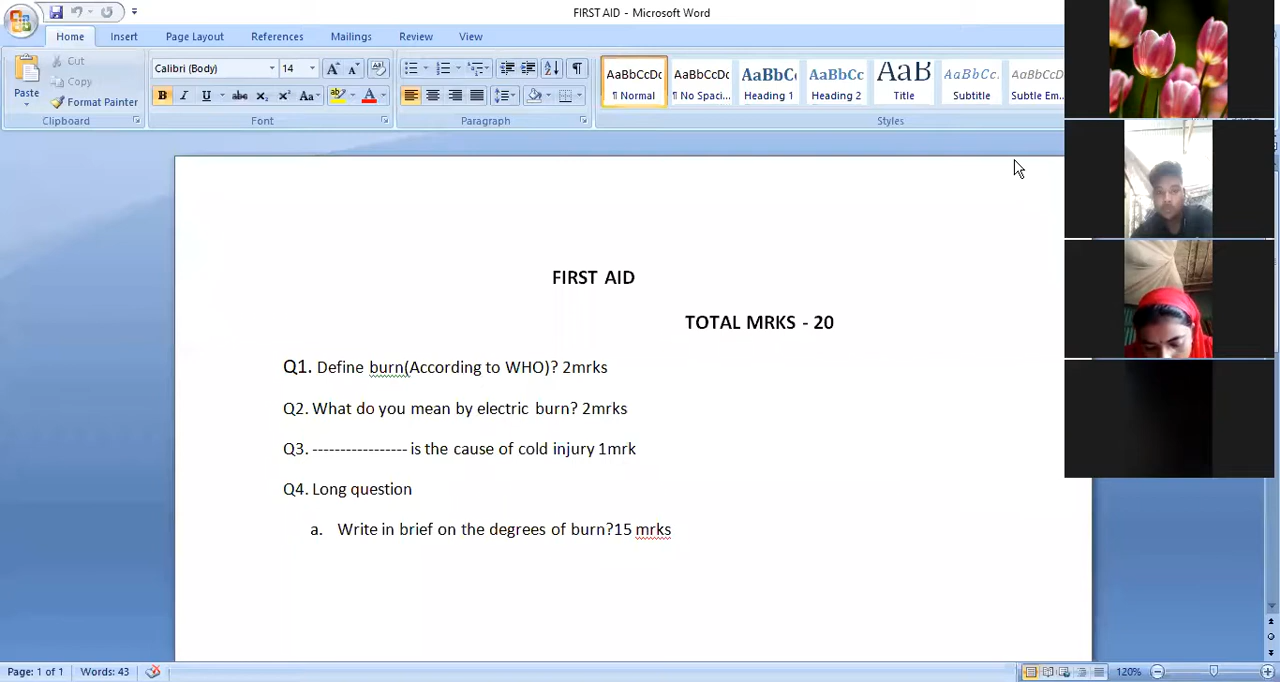 FIRST AID - Microsoft Word
Home Insert Page Layout References Mailings Review View
Cut
Copy
Format Painter
Paste
Clipboard
Calibri (Body) 14
Font
Paragraph
AaBbCcDc AaBbCcDc AaBbC AaBbCc AaB AaBbCc. AaBbCcDc
¶ Normal ¶ No Spaci... Heading 1 Heading 2 Title Subtitle Subtle Em...
Styles
FIRST AID
TOTAL MRKS - 20
Q1. Define burn(According to WHO)? 2mrks
Q2. What do you mean by electric burn? 2mrks
Q3. ----------------- is the cause of cold injury 1mrk
Q4. Long question
a. Write in brief on the degrees of burn?15 mrks
Page: 1 of 1 Words: 43 120%